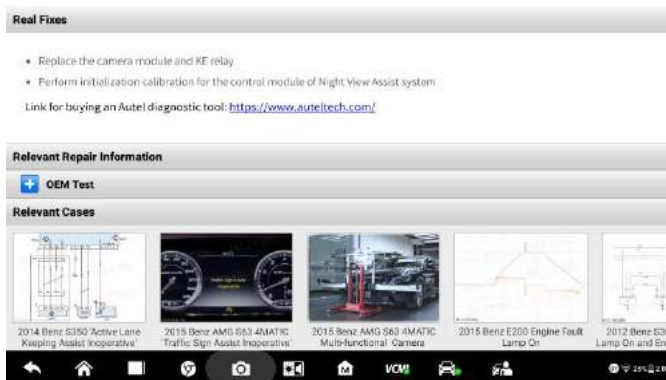 Real Fixes
Replace the camera module and KE relay
Perform initialization calibration for the control module of Night View Assist system
Link for buying an Autel diagnostic tool: https://www.auteltech.com/
Relevant Repair Information
OEM Test
Relevant Cases
2014 Benz S350 'Active Lane Keeping Assist Inoperative'
2015 Benz AMG S63 4MATIC 'Traffic Sign Assist Inoperative'
2015 Benz AMG S63 4MATIC Multi-functional Camera
2015 Benz E200 Engine Fault Lamp On
2012 Benz S3
Lamp On and En
VCMI
25%